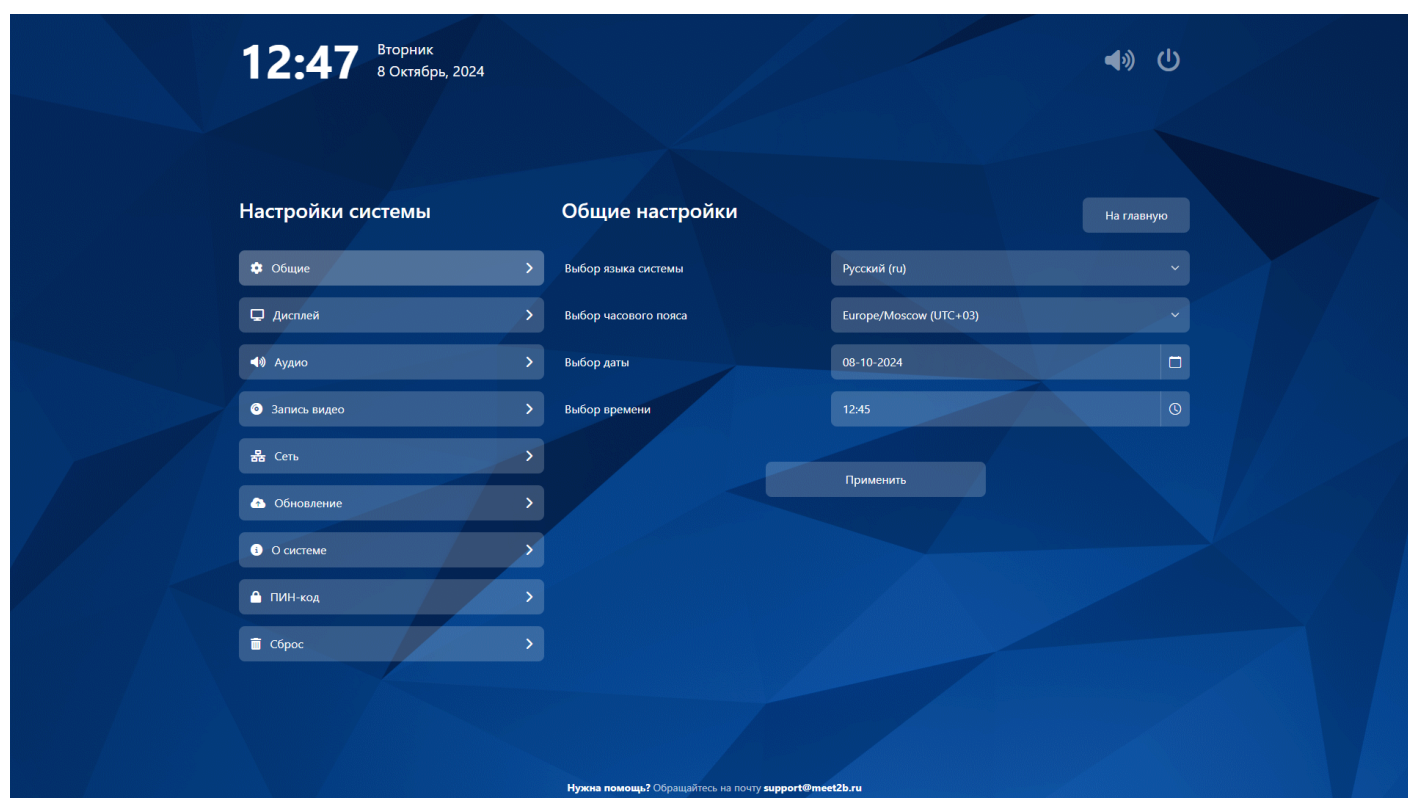 12:47
Вторник
8 Октябрь, 2024
Настройки системы
Общие
Дисплей
Аудио
Запись видео
Сеть
Обновление
О системе
ПИН-код
Сброс
Общие настройки
На главную
Выбор языка системы
Русский (ru)
Выбор часового пояса
Europe/Moscow (UTC+03)
Выбор даты
08-10-2024
Выбор времени
12:45
Применить
Нужна помощь? Обращайтесь на почту support@meet2b.ru